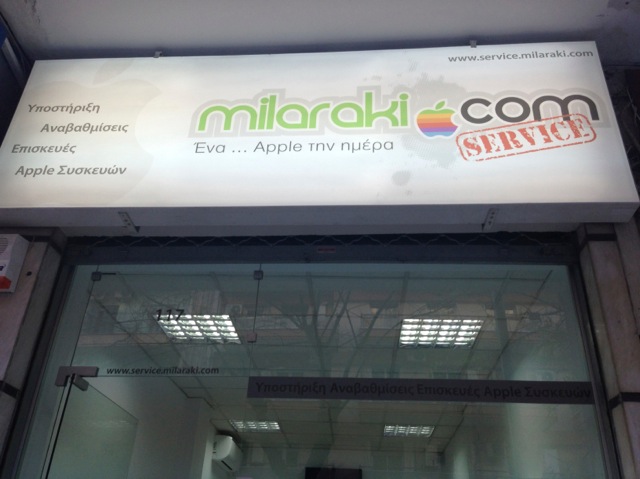 www.service.milaraki.com
Υποστήριξη
Αναβαθμίσεις
Επισκευές
Apple Συσκευών
milaraki.com
SERVICE
Ένα ... Apple την ημέρα
117
www.service.milaraki.com
Υποστήριξη Αναβαθμίσεις Επισκευές Apple Συσκευών